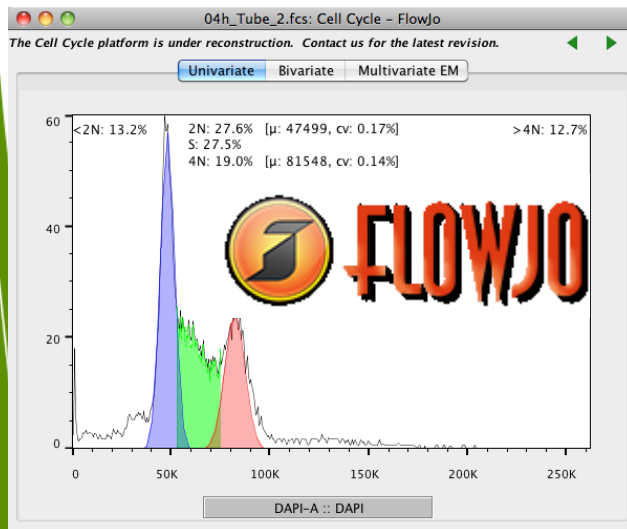 04h_Tube_2.fcs: Cell Cycle - FlowJo
The Cell Cycle platform is under reconstruction. Contact us for the latest revision.
Univariate Bivariate Multivariate EM
60
<2N: 13.2% 2N: 27.6% [µ: 47499, cv: 0.17%] >4N: 12.7%
S: 27.5%
4N: 19.0% [µ: 81548, cv: 0.14%]
40
FLOWJO
20
0
0 50K 100K 150K 200K 250K
DAPI-A :: DAPI